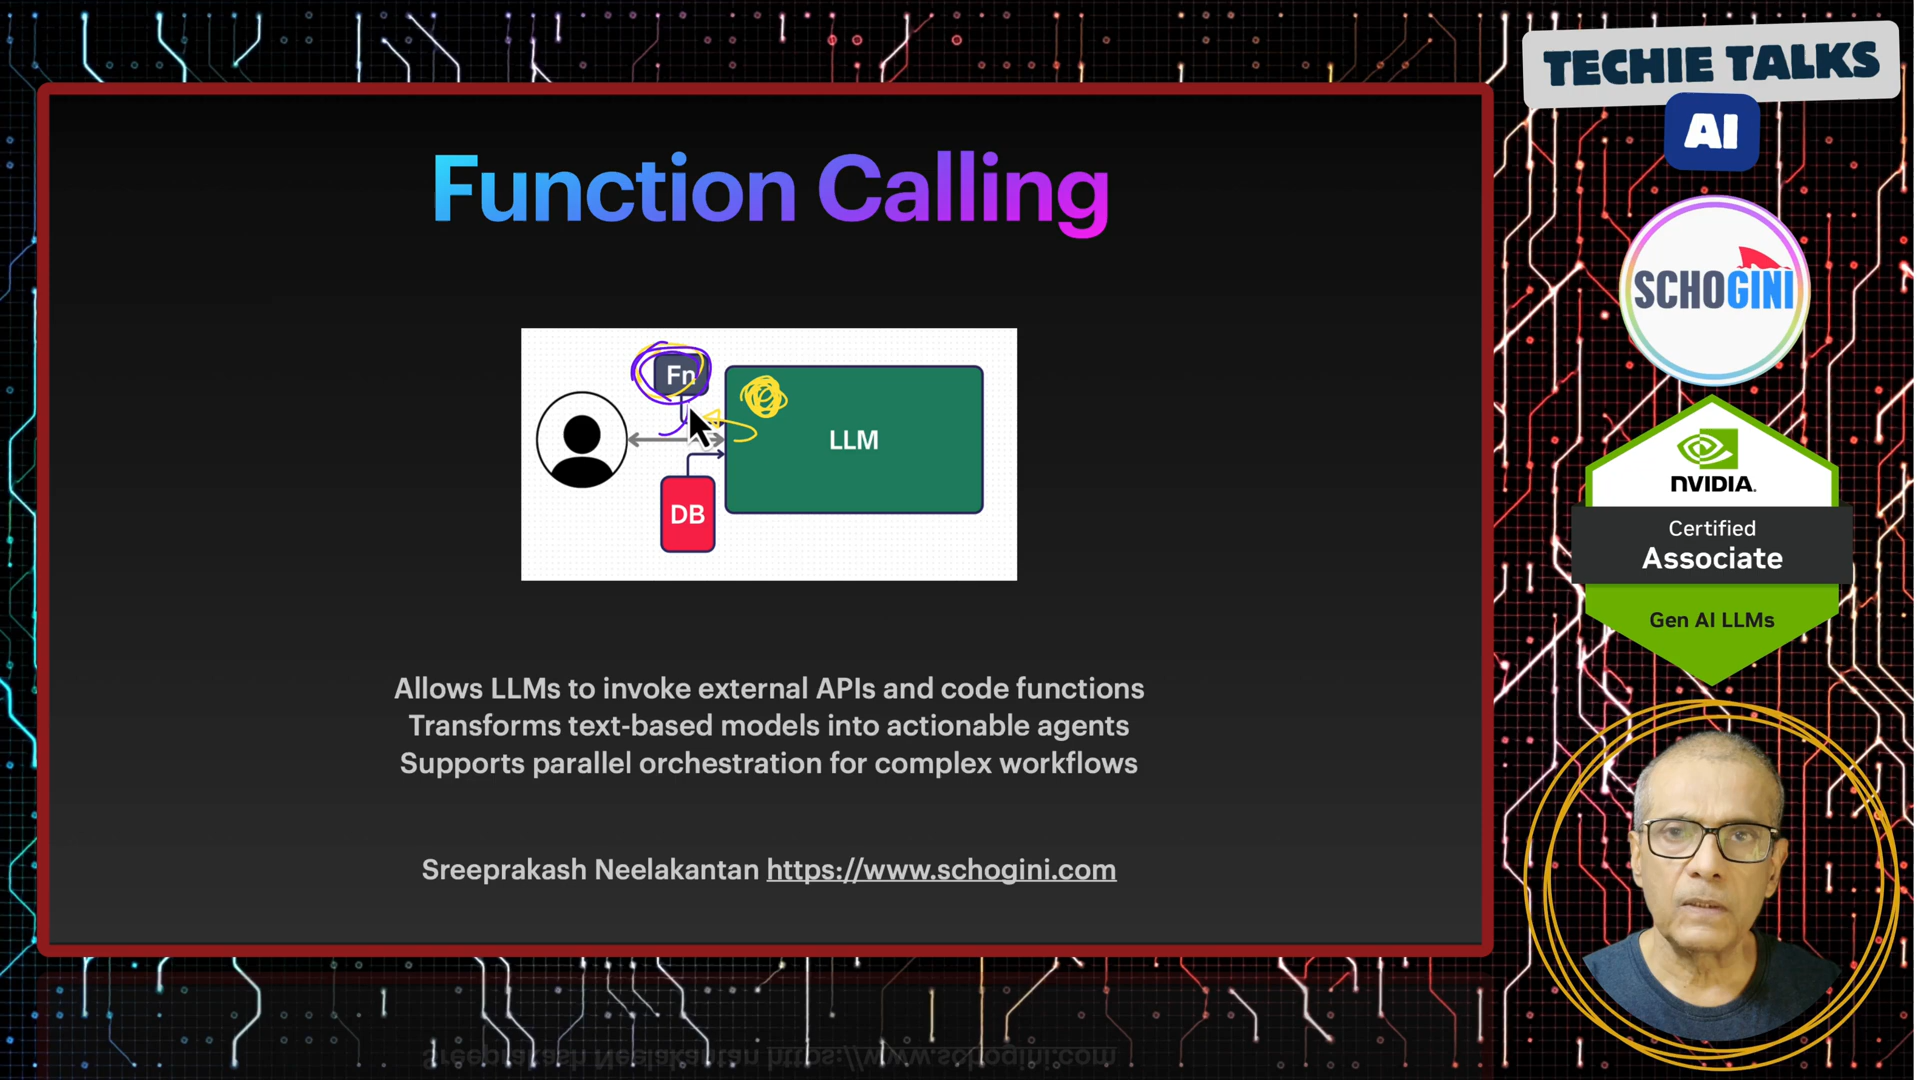 TECHIE TALKS
AI
Function Calling
SCHOGINI
Fn
LLM
DB
NVIDIA.
Certified
Associate
Gen AI LLMs
Allows LLMs to invoke external APIs and code functions
Transforms text-based models into actionable agents
Supports parallel orchestration for complex workflows
Sreeprakash Neelakantan https://www.schogini.com